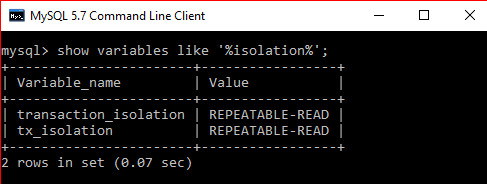 MySQL 5.7 Command Line Client
mysql> show variables like '%isolation%';
+-----------------------+-----------------+
| Variable_name         | Value           |
+-----------------------+-----------------+
| transaction_isolation | REPEATABLE-READ |
| tx_isolation          | REPEATABLE-READ |
+-----------------------+-----------------+
2 rows in set (0.07 sec)